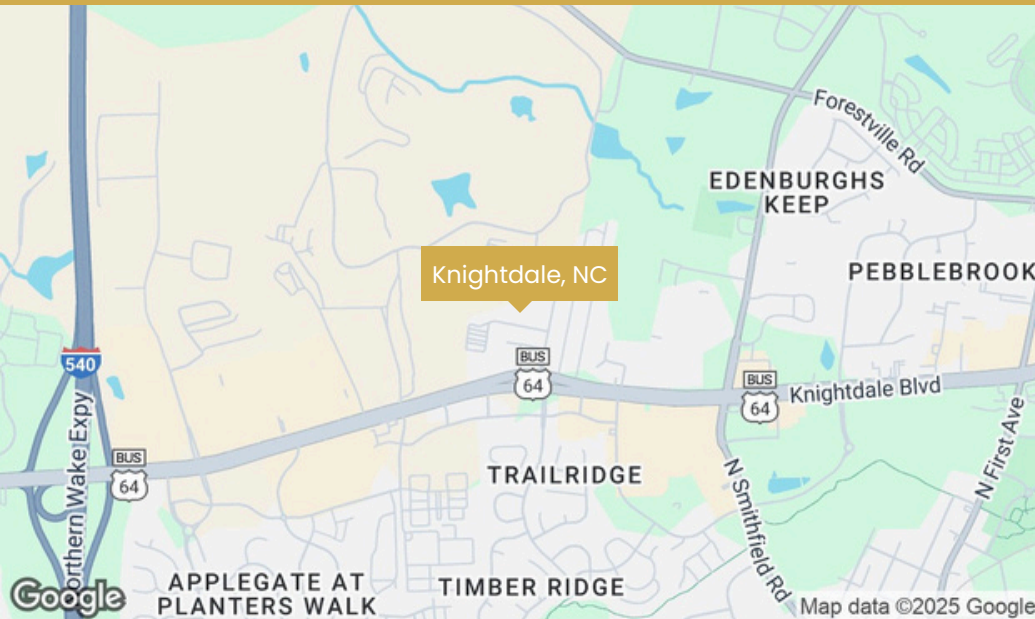 Forestville Rd
EDENBURGHS
KEEP
PEBBLEBROOK
Knightdale, NC
540
BUS
64
BUS
64
Knightdale Blvd
BUS
64
orthern Wake Expy
N First Ave
TRAILRIDGE
N Smithfield Rd
APPLEGATE AT
PLANTERS WALK
TIMBER RIDGE
Google
Map data ©2025 Google